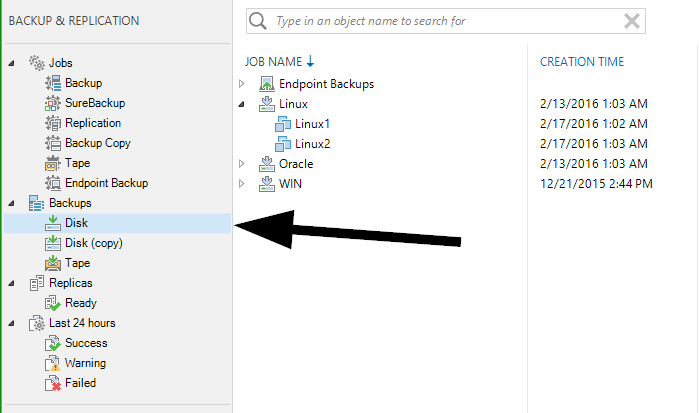 BACKUP & REPLICATION
Jobs
Backup
SureBackup
Replication
Backup Copy
Tape
Endpoint Backup
Backups
Disk
Disk (copy)
Tape
Replicas
Ready
Last 24 hours
Success
Warning
Failed
Type in an object name to search for
JOB NAME ↓ CREATION TIME
Endpoint Backups
Linux 2/13/2016 1:03 AM
Linux1 2/17/2016 1:02 AM
Linux2 2/17/2016 1:03 AM
Oracle 2/13/2016 1:03 AM
WIN 12/21/2015 2:44 PM